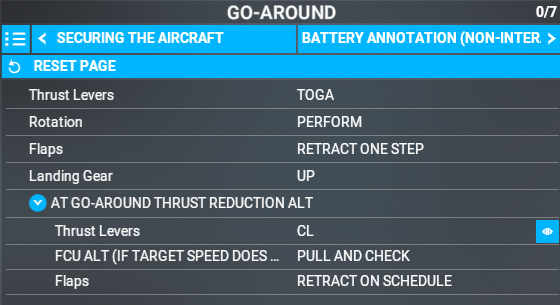 GO-AROUND 0/7
SECURING THE AIRCRAFT BATTERY ANNOTATION (NON-INTER.
RESET PAGE
Thrust Levers TOGA
Rotation PERFORM
Flaps RETRACT ONE STEP
Landing Gear UP
AT GO-AROUND THRUST REDUCTION ALT
Thrust Levers CL
FCU ALT (IF TARGET SPEED DOES ... PULL AND CHECK
Flaps RETRACT ON SCHEDULE